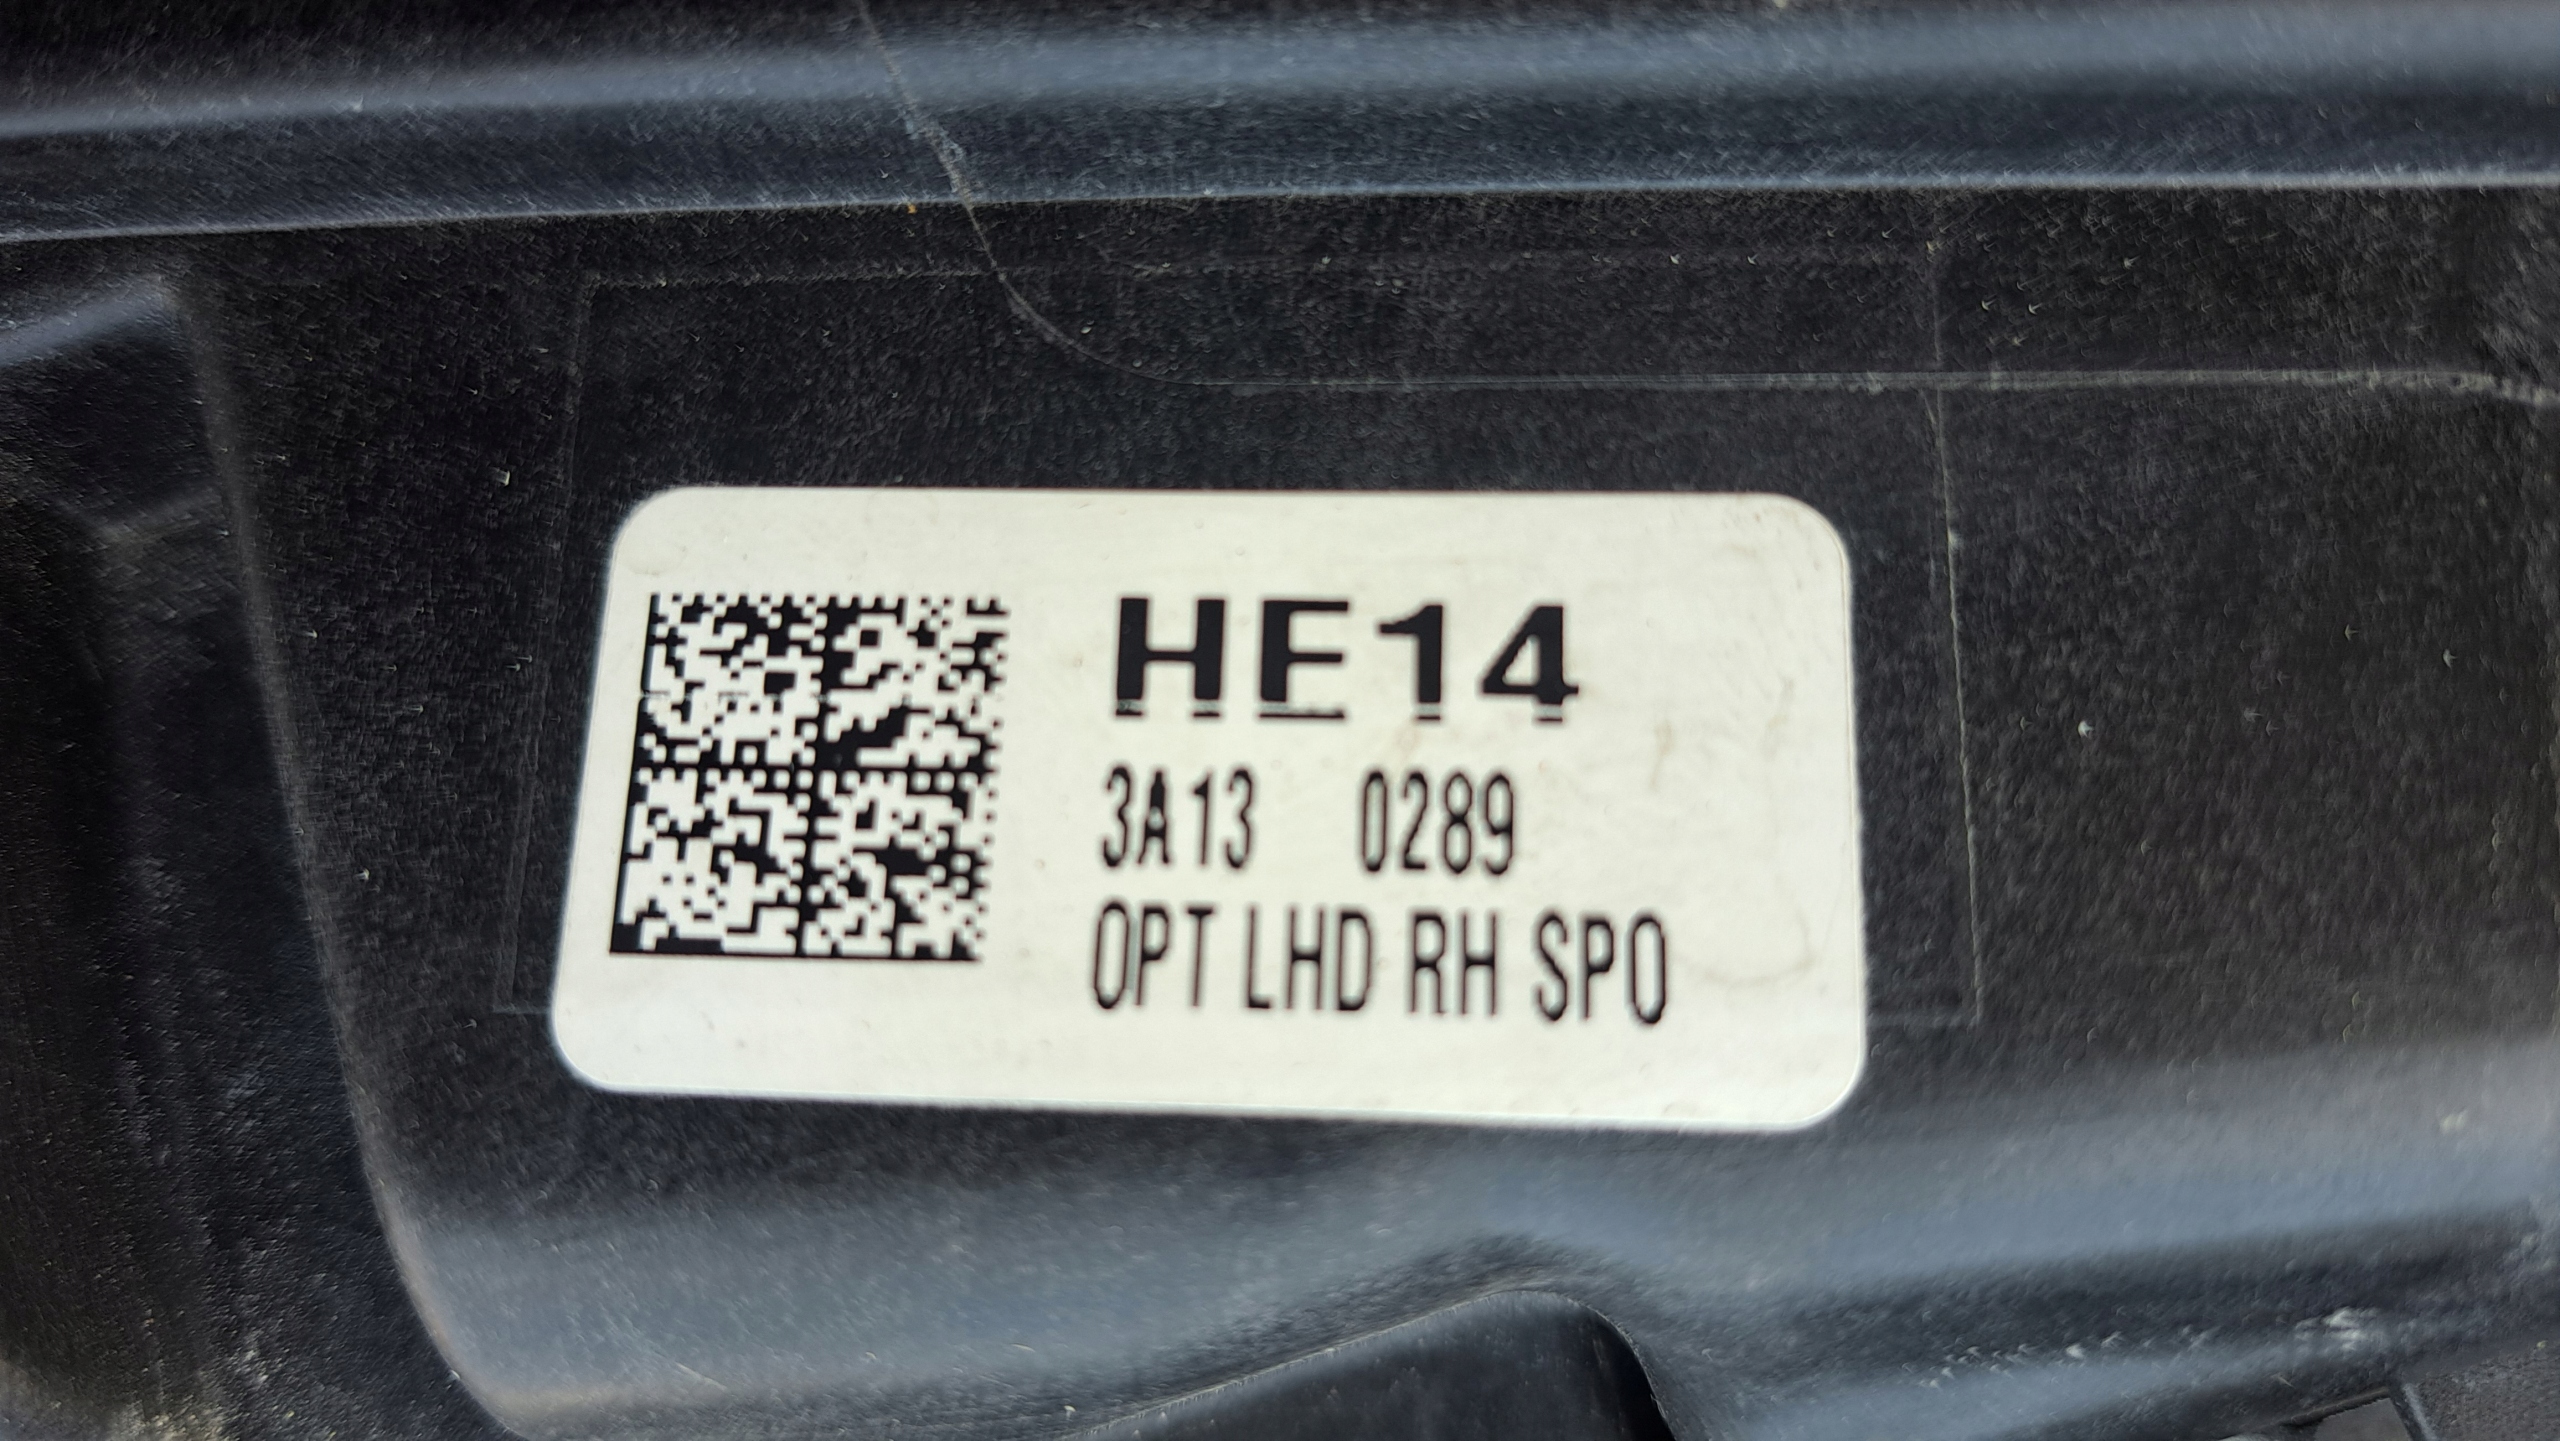 HE14
3A13 0289
OPT LHD RH SPO